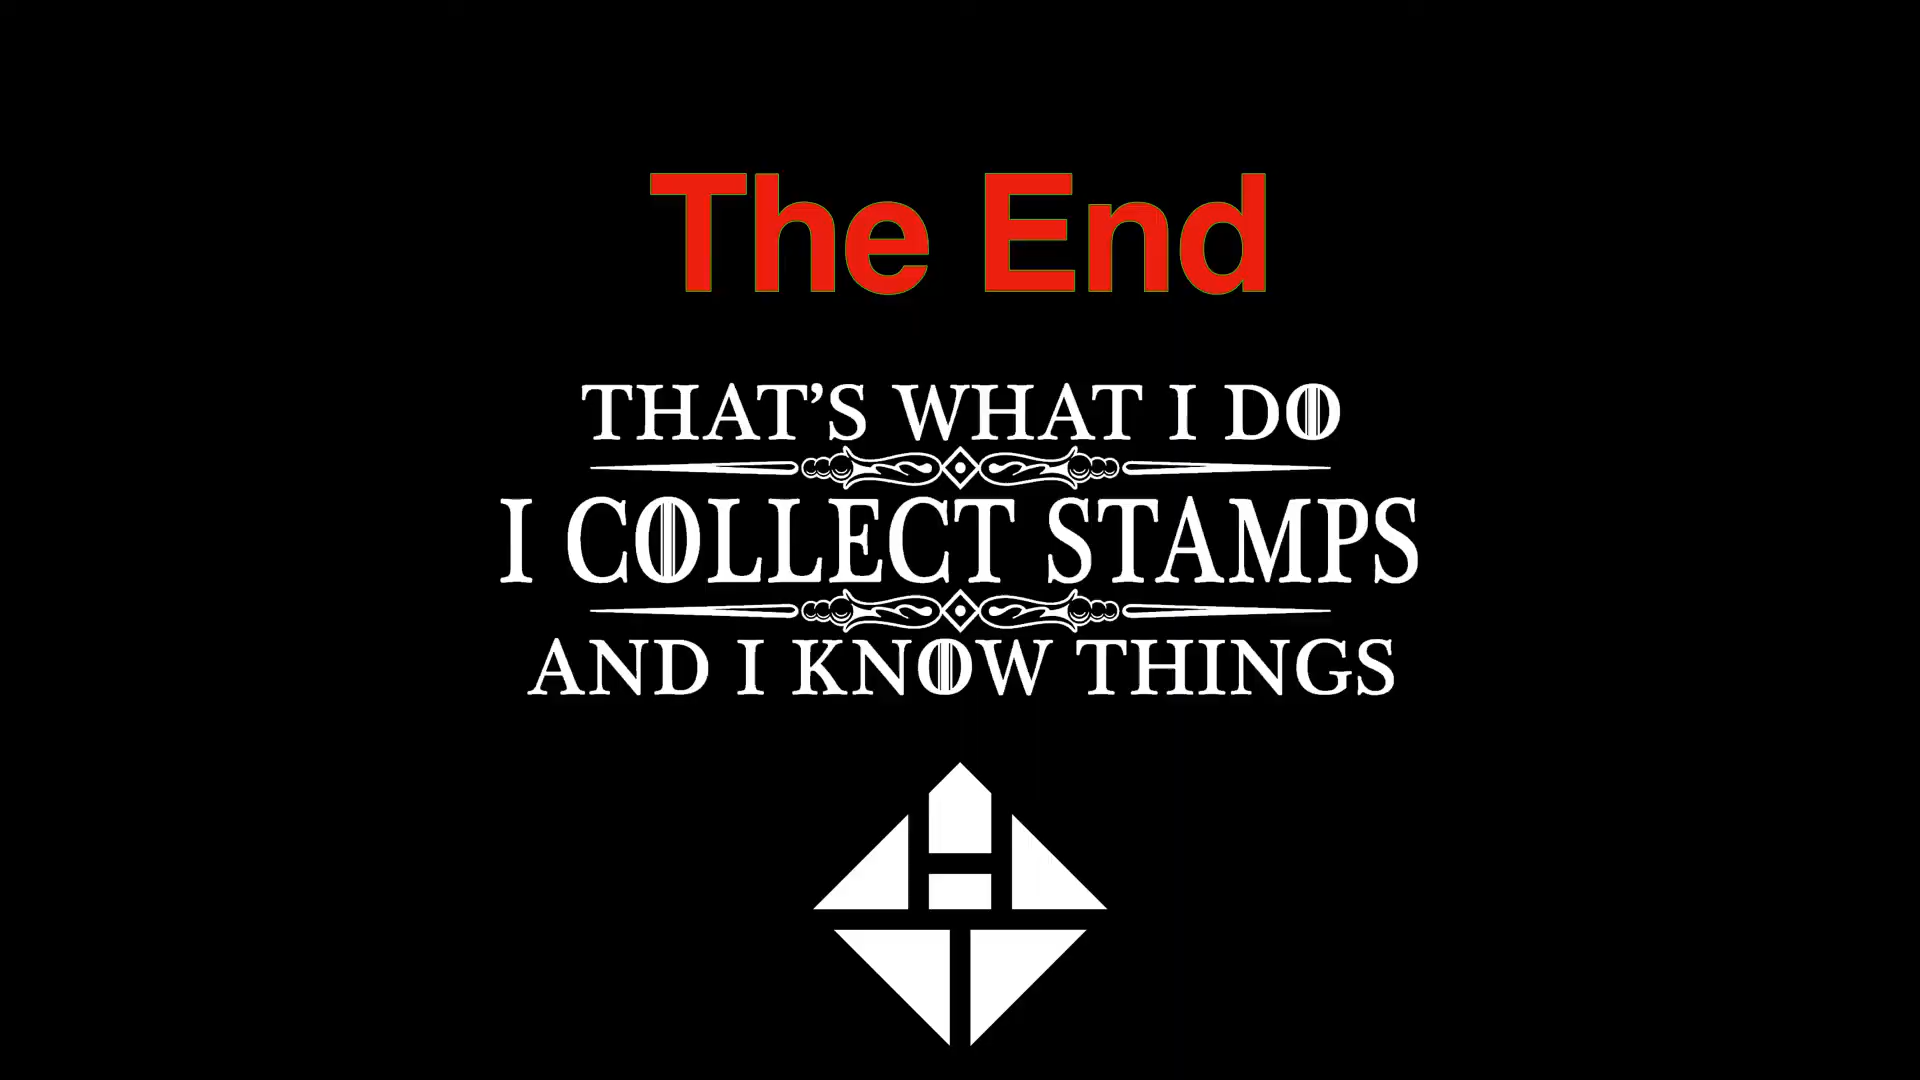 The End
THAT'S WHAT I DO
I COLLECT STAMPS
AND I KNOW THINGS